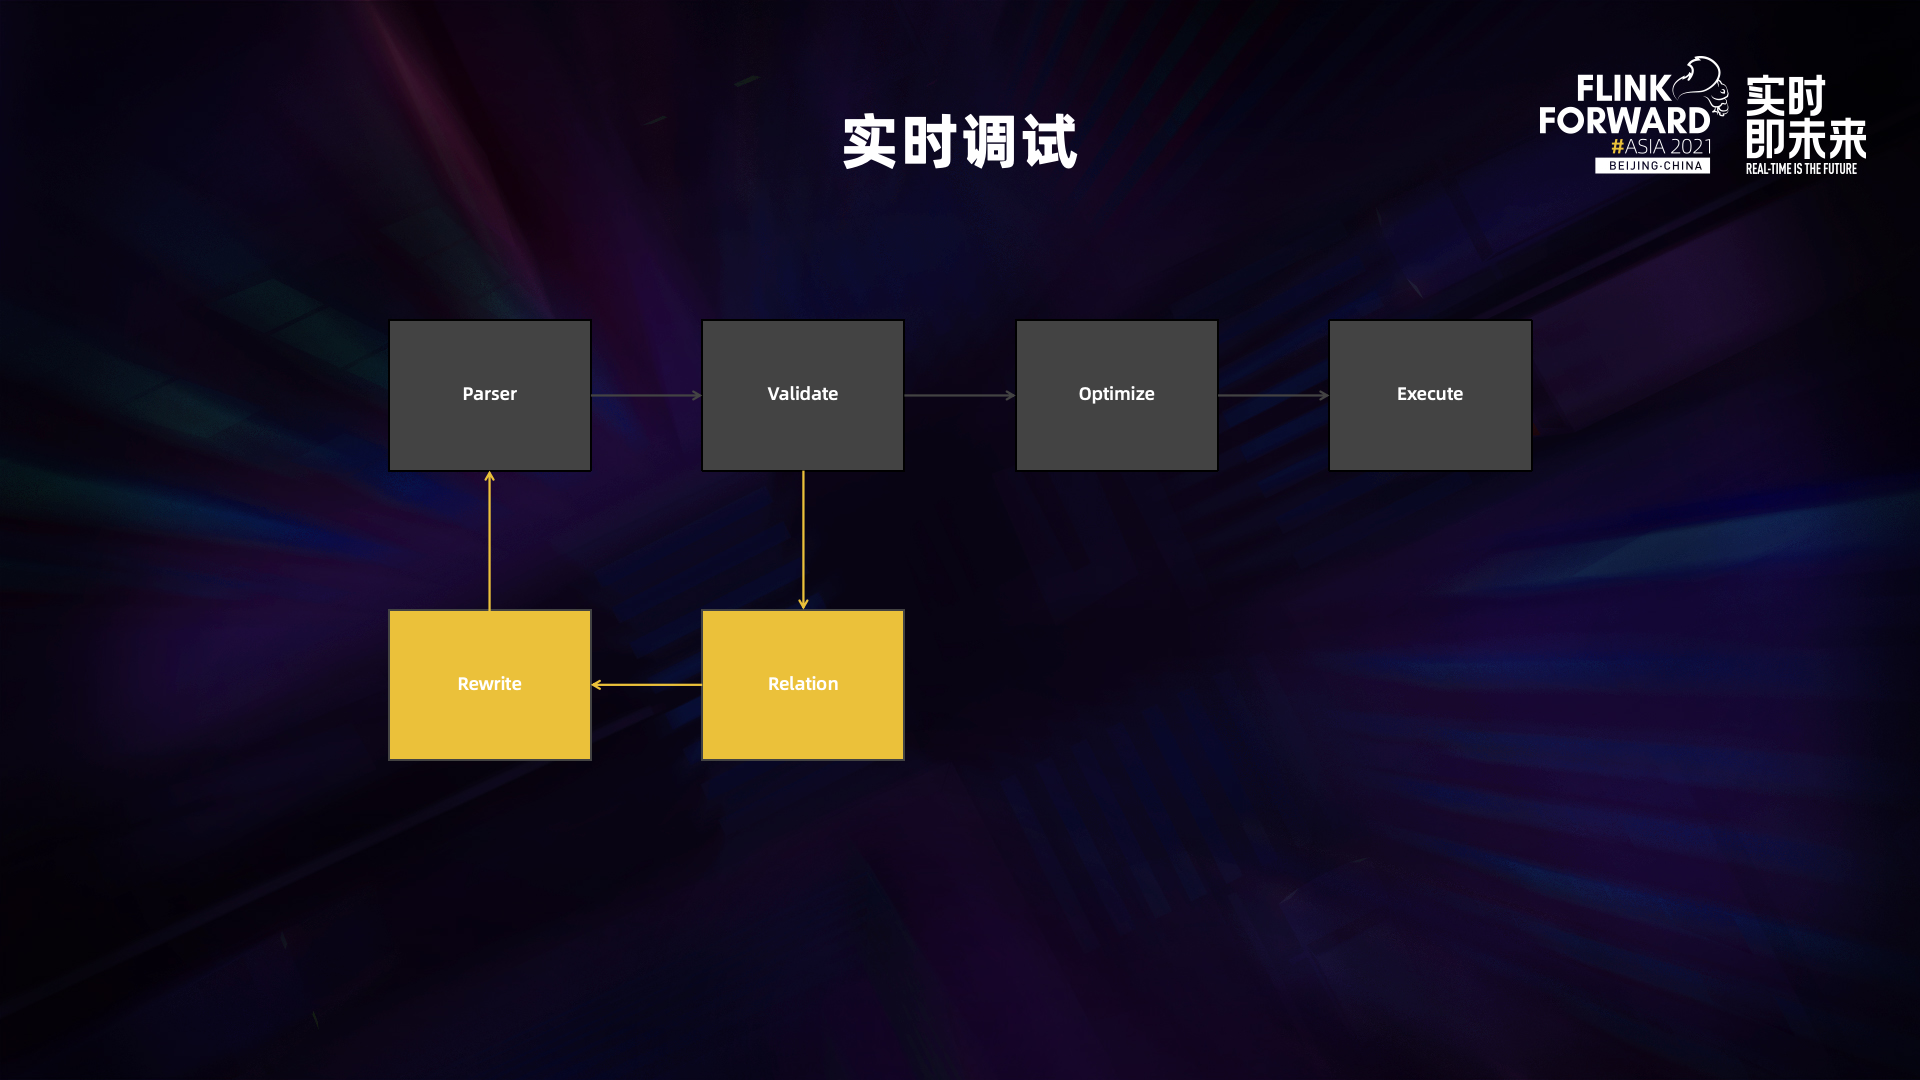 实时调试
FLINK
FORWARD
#ASIA 2021
BEIJING·CHINA
实时
即未来
REAL-TIME IS THE FUTURE
Parser
Validate
Optimize
Execute
Rewrite
Relation